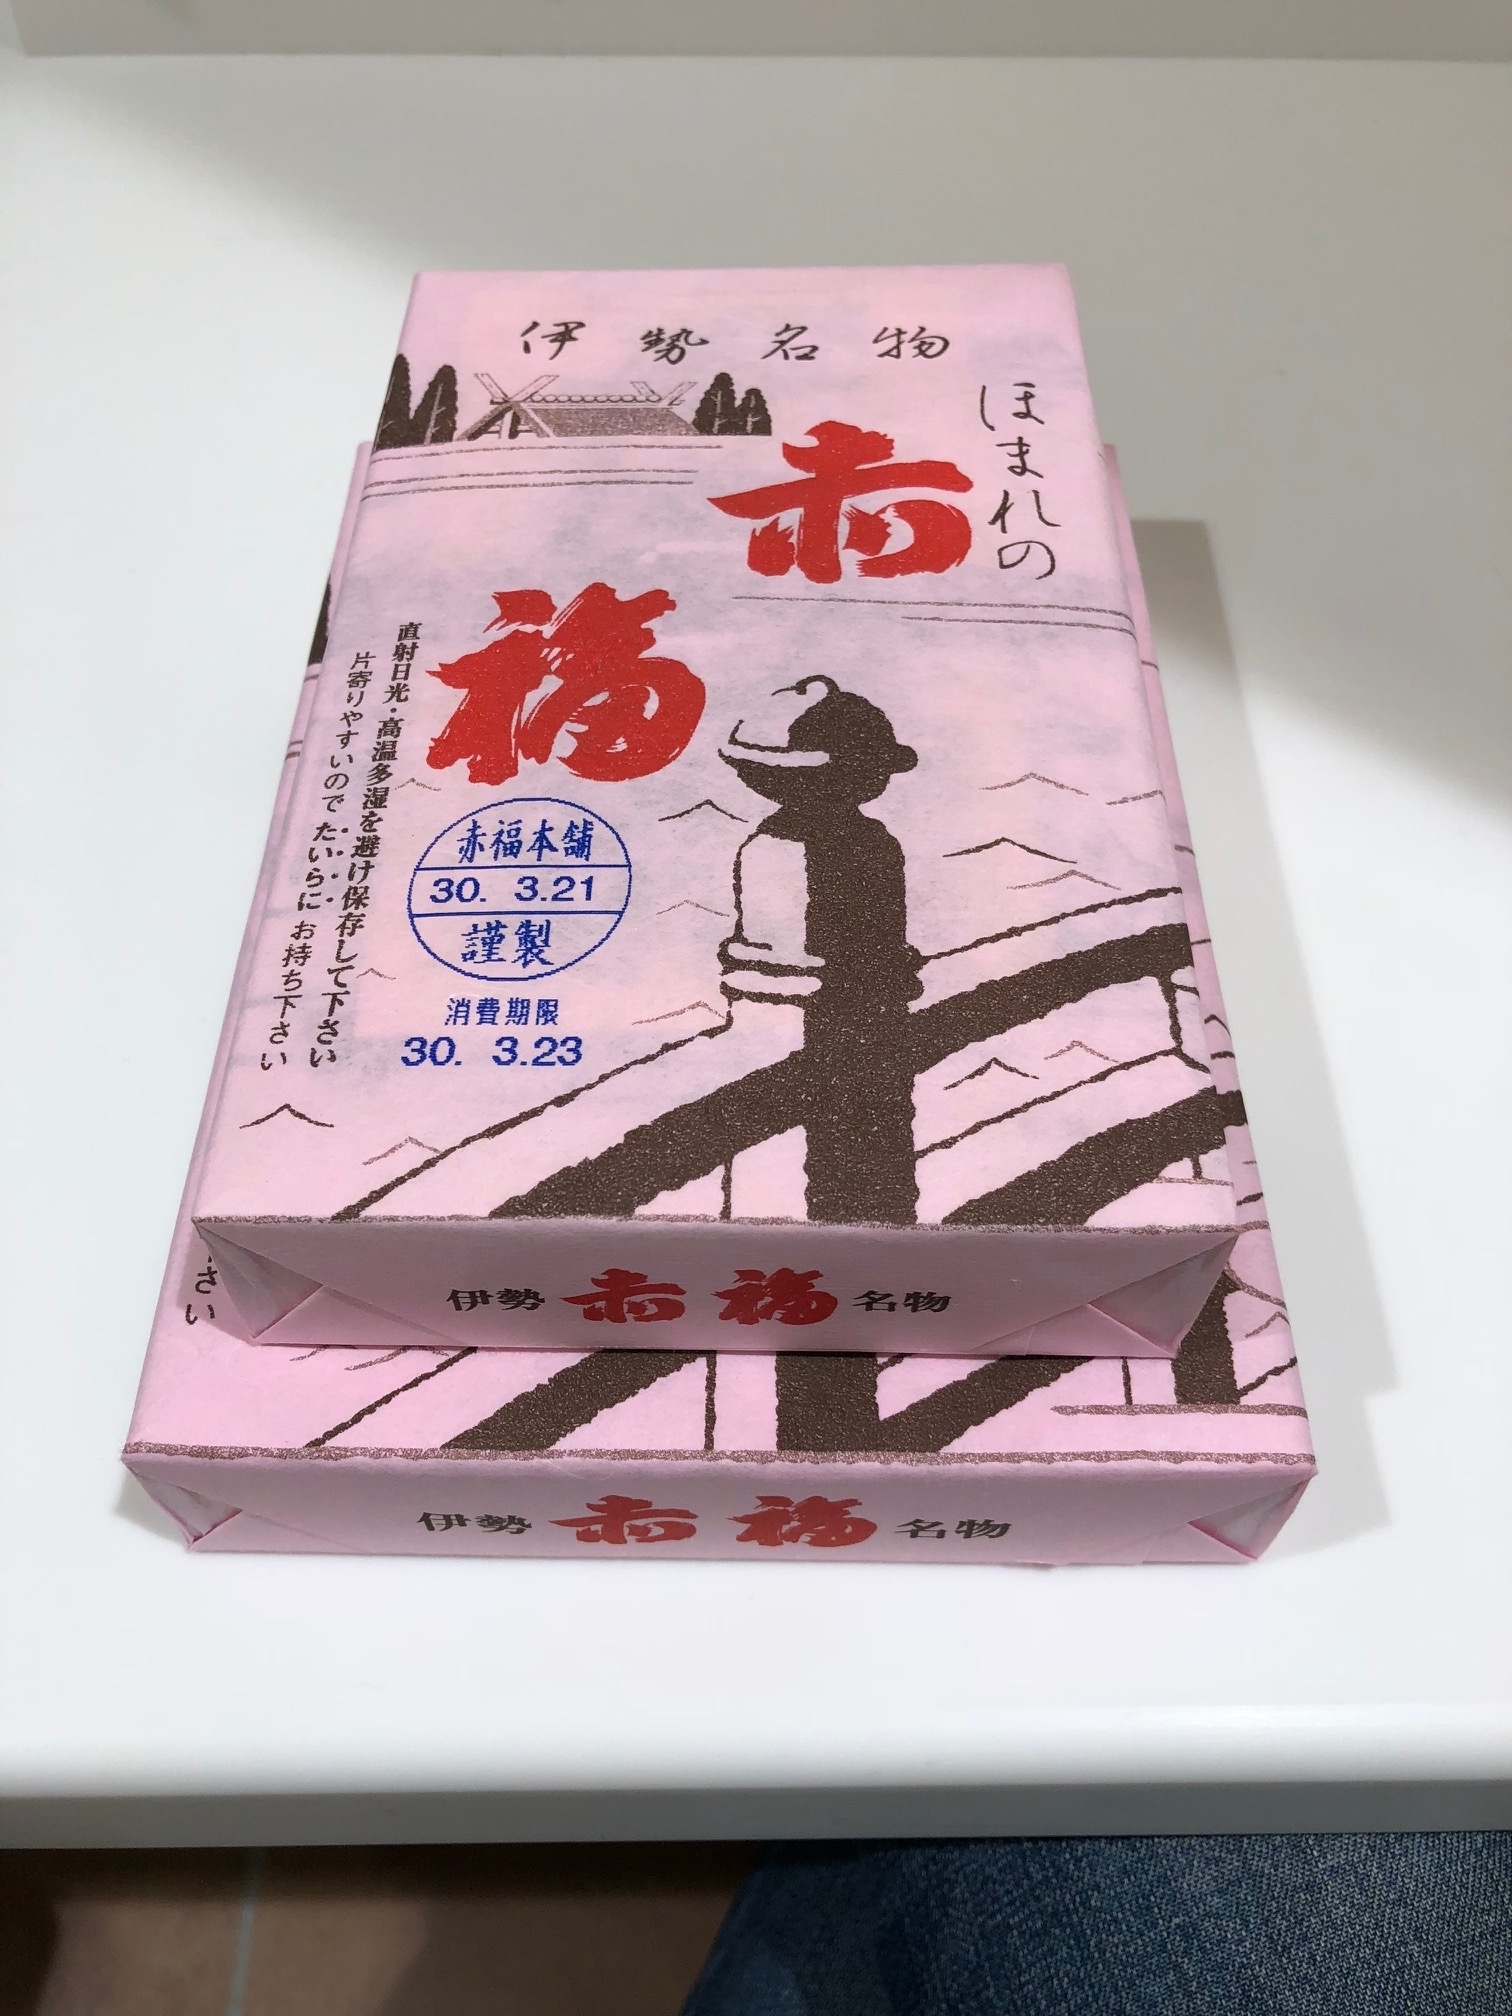 伊勢名物
ほまれの
赤福
直射日光・高温多湿を避け保存して下さい
片寄りやすいので たいらに お持ち下さい
赤福本舗
30. 3.21
謹製
消費期限
30. 3.23
伊勢 赤福 名物
さい
伊勢 赤福 名物